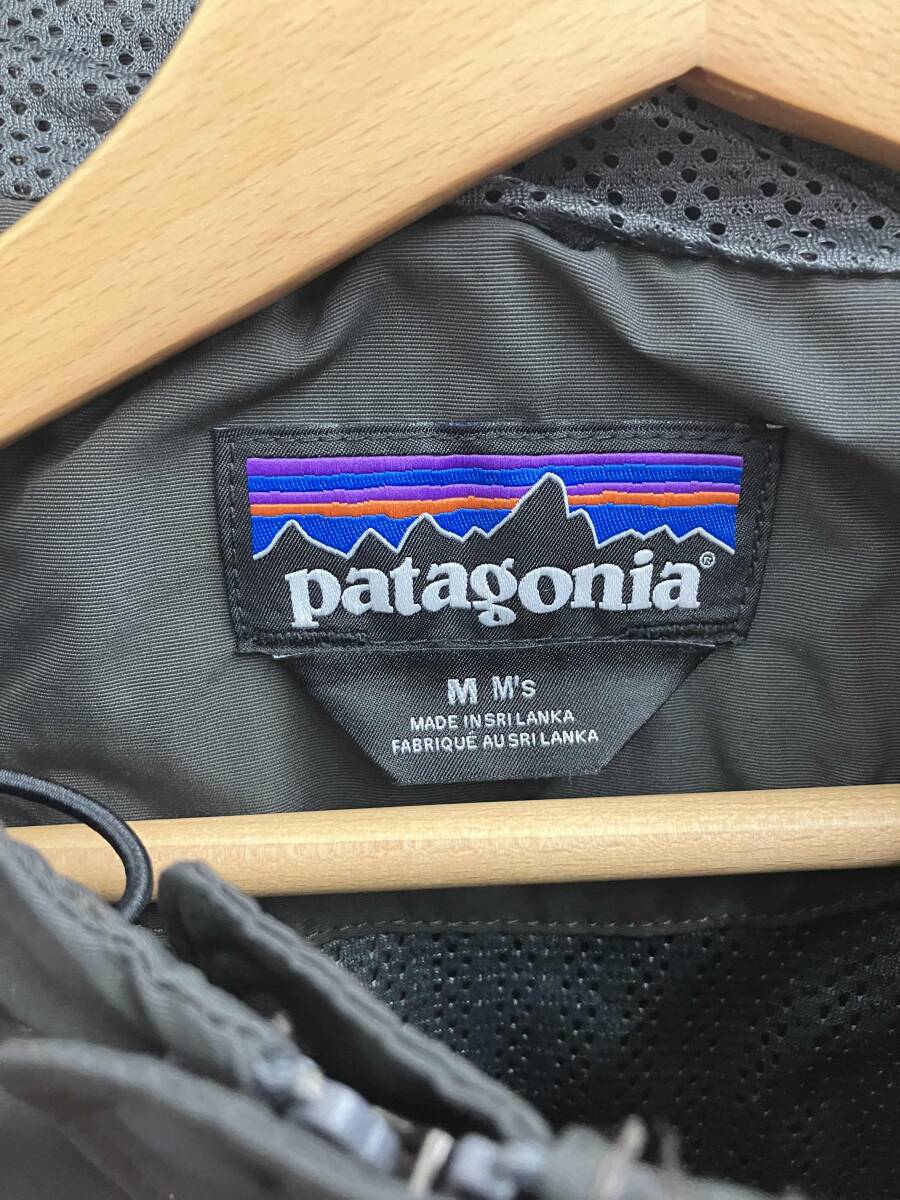 patagonia®
M M's
MADE IN SRI LANKA
FABRIQUÉ AU SRI LANKA